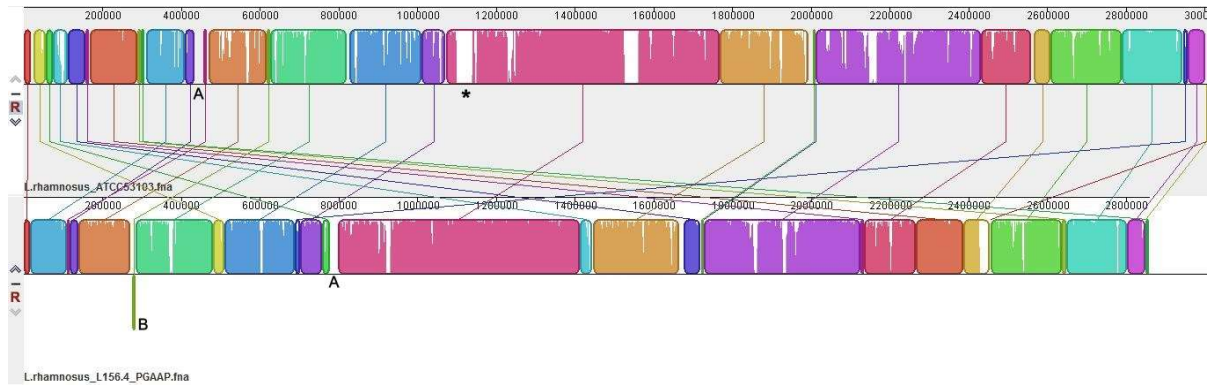 200000 400000 600000 800000 1000000 1200000 1400000 1600000 1800000 2000000 2200000 2400000 2600000 2800000 3000
A *
R
L.rhamnosus_ATCC53103.fna
200000 400000 600000 800000 1000000 1200000 1400000 1600000 1800000 2000000 2200000 2400000 2600000 2800000
A
R
B
L.rhamnosus_L156.4_PGAAP.fna